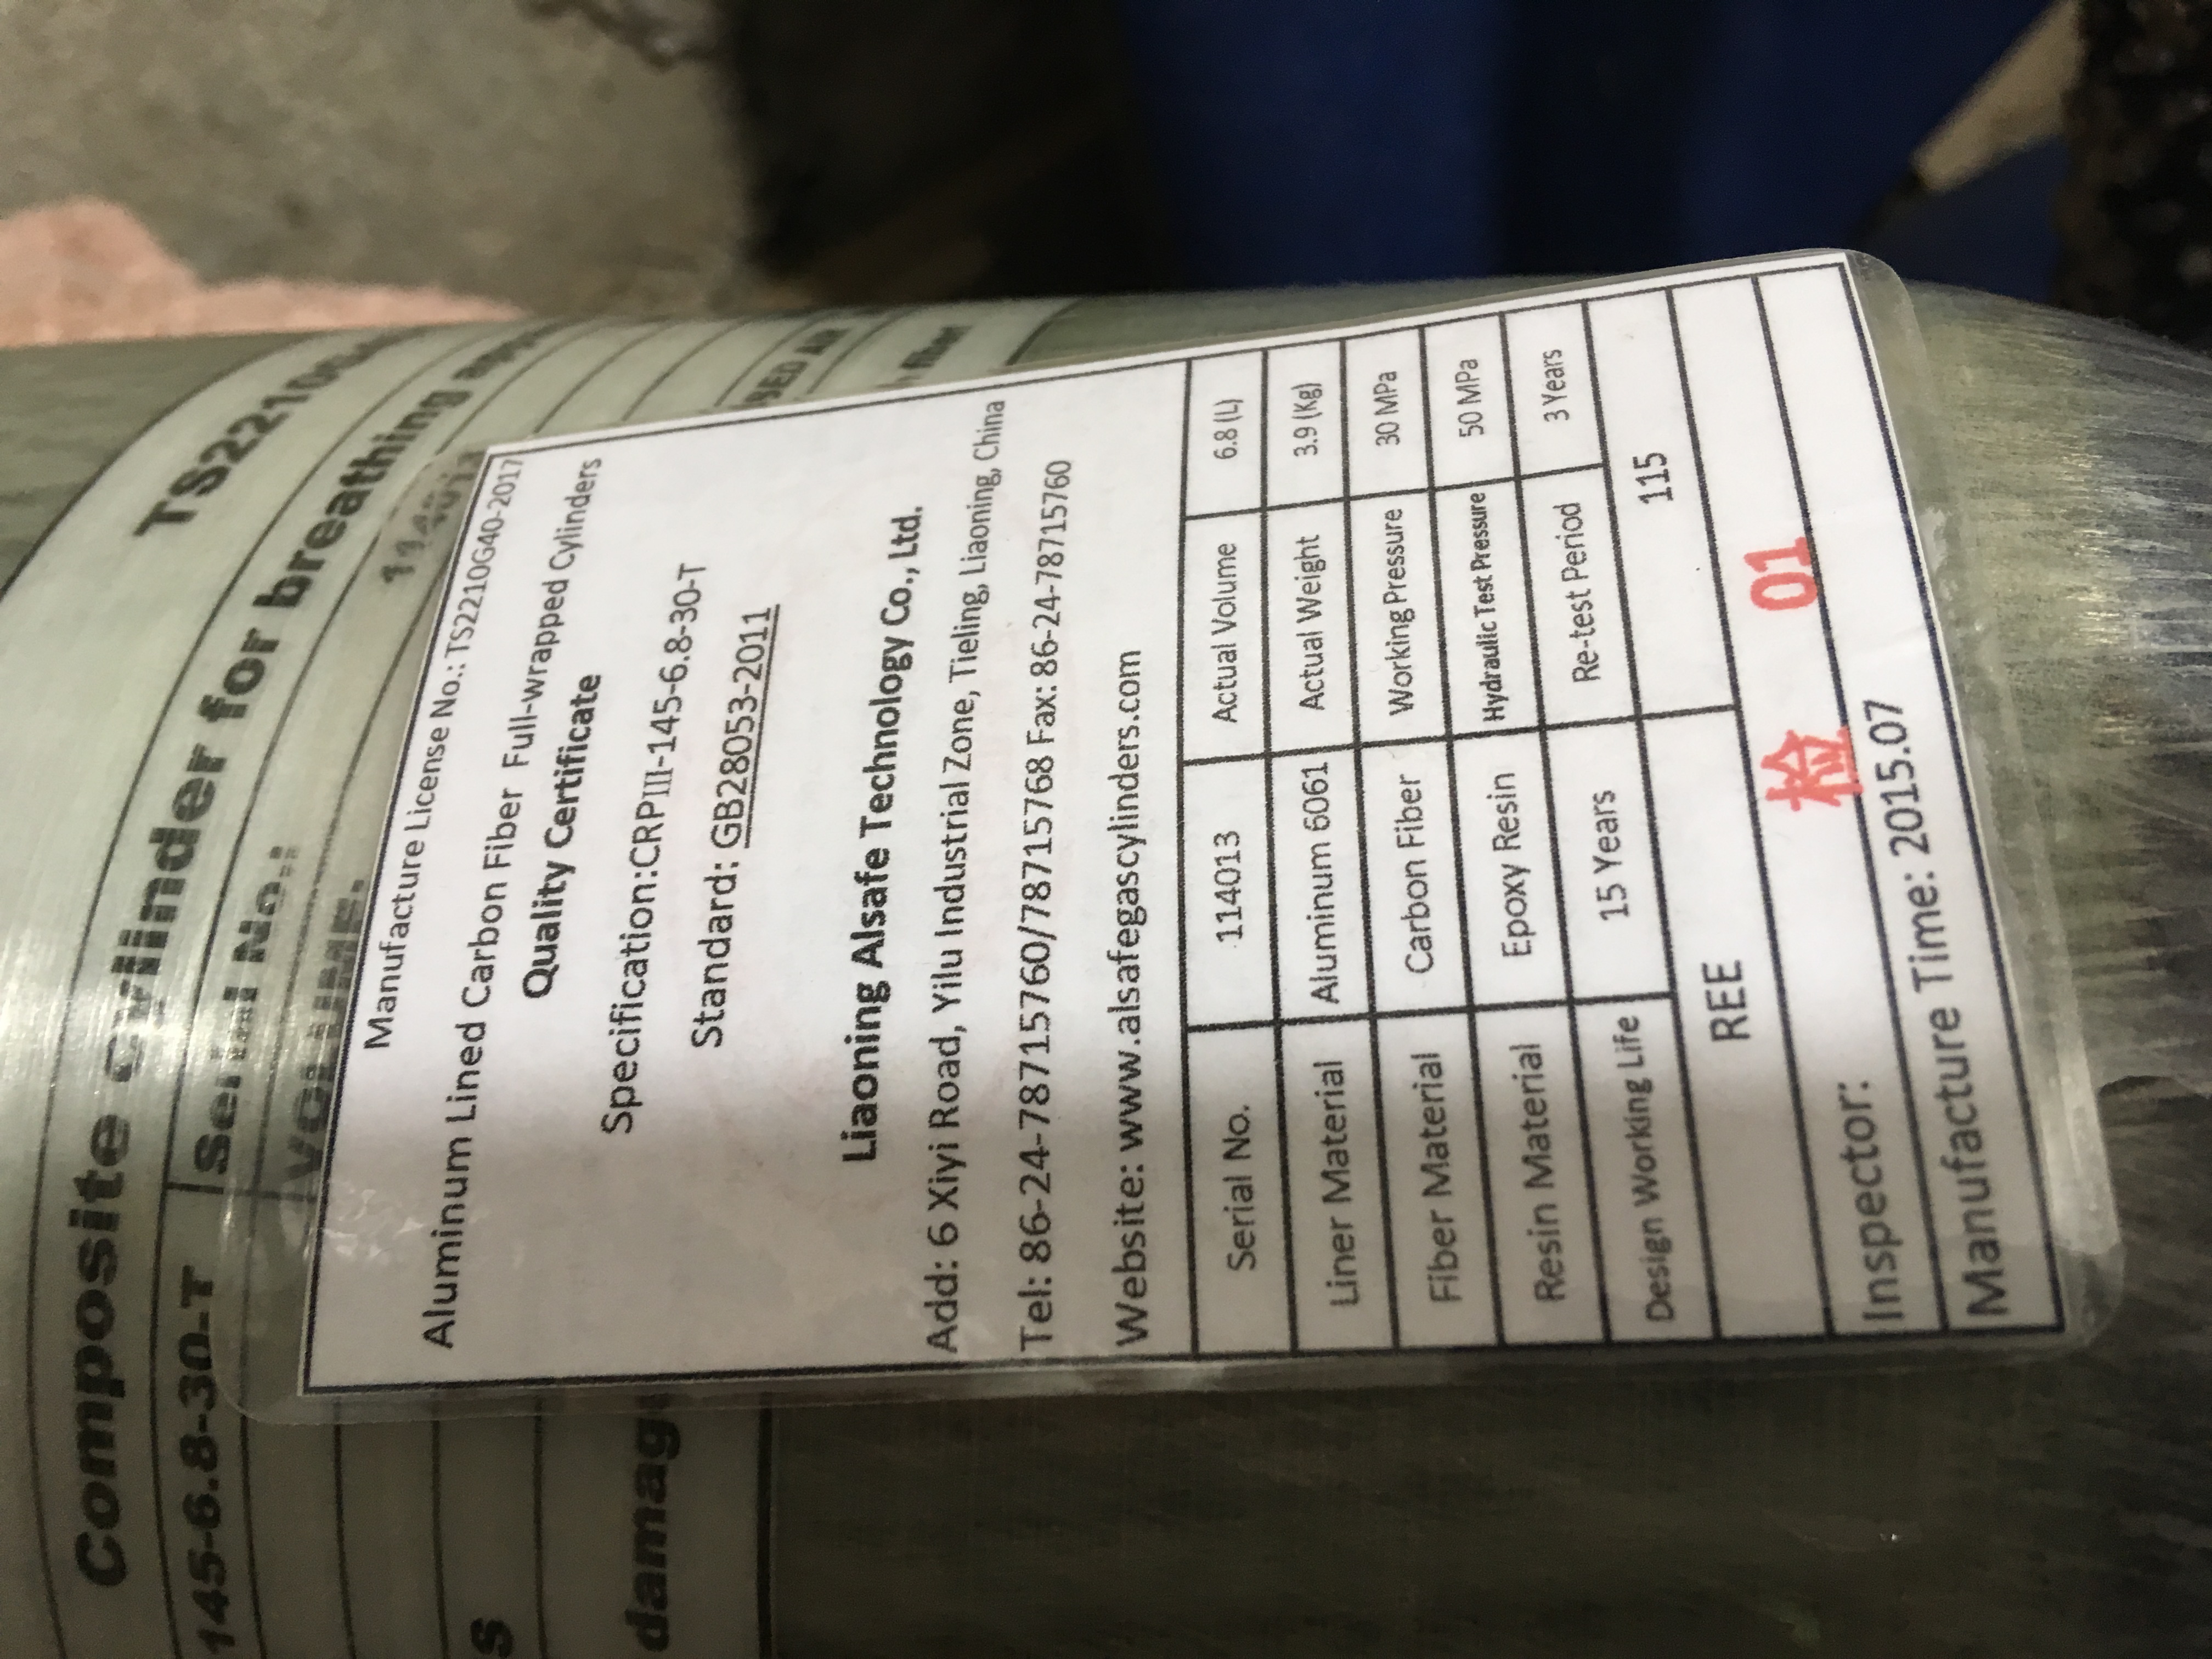 TS2210
Composite cylinder for breathing
145-6.8-30-T Serial No.:
VOLUME.
damag
Manufacture License No.: TS2210G40-2017
Aluminum Lined Carbon Fiber Full-wrapped Cylinders
Quality Certificate
Specification:CRPIII-145-6.8-30-T
Standard: GB28053-2011
Liaoning Alsafe Technology Co., Ltd.
Add: 6 Xiyi Road, Yilu Industrial Zone, Tieling, Liaoning, China
Tel: 86-24-78715760/78715768 Fax: 86-24-78715760
Website: www.alsafegascylinders.com
Serial No. 114013 Actual Volume 6.8 (L)
Liner Material Aluminum 6061 Actual Weight 3.9 (Kg)
Fiber Material Carbon Fiber Working Pressure 30 MPa
Resin Material Epoxy Resin Hydraulic Test Pressure 50 MPa
Design Working Life 15 Years Re-test Period 3 Years
REE 115
Inspector: 检 01
Manufacture Time: 2015.07